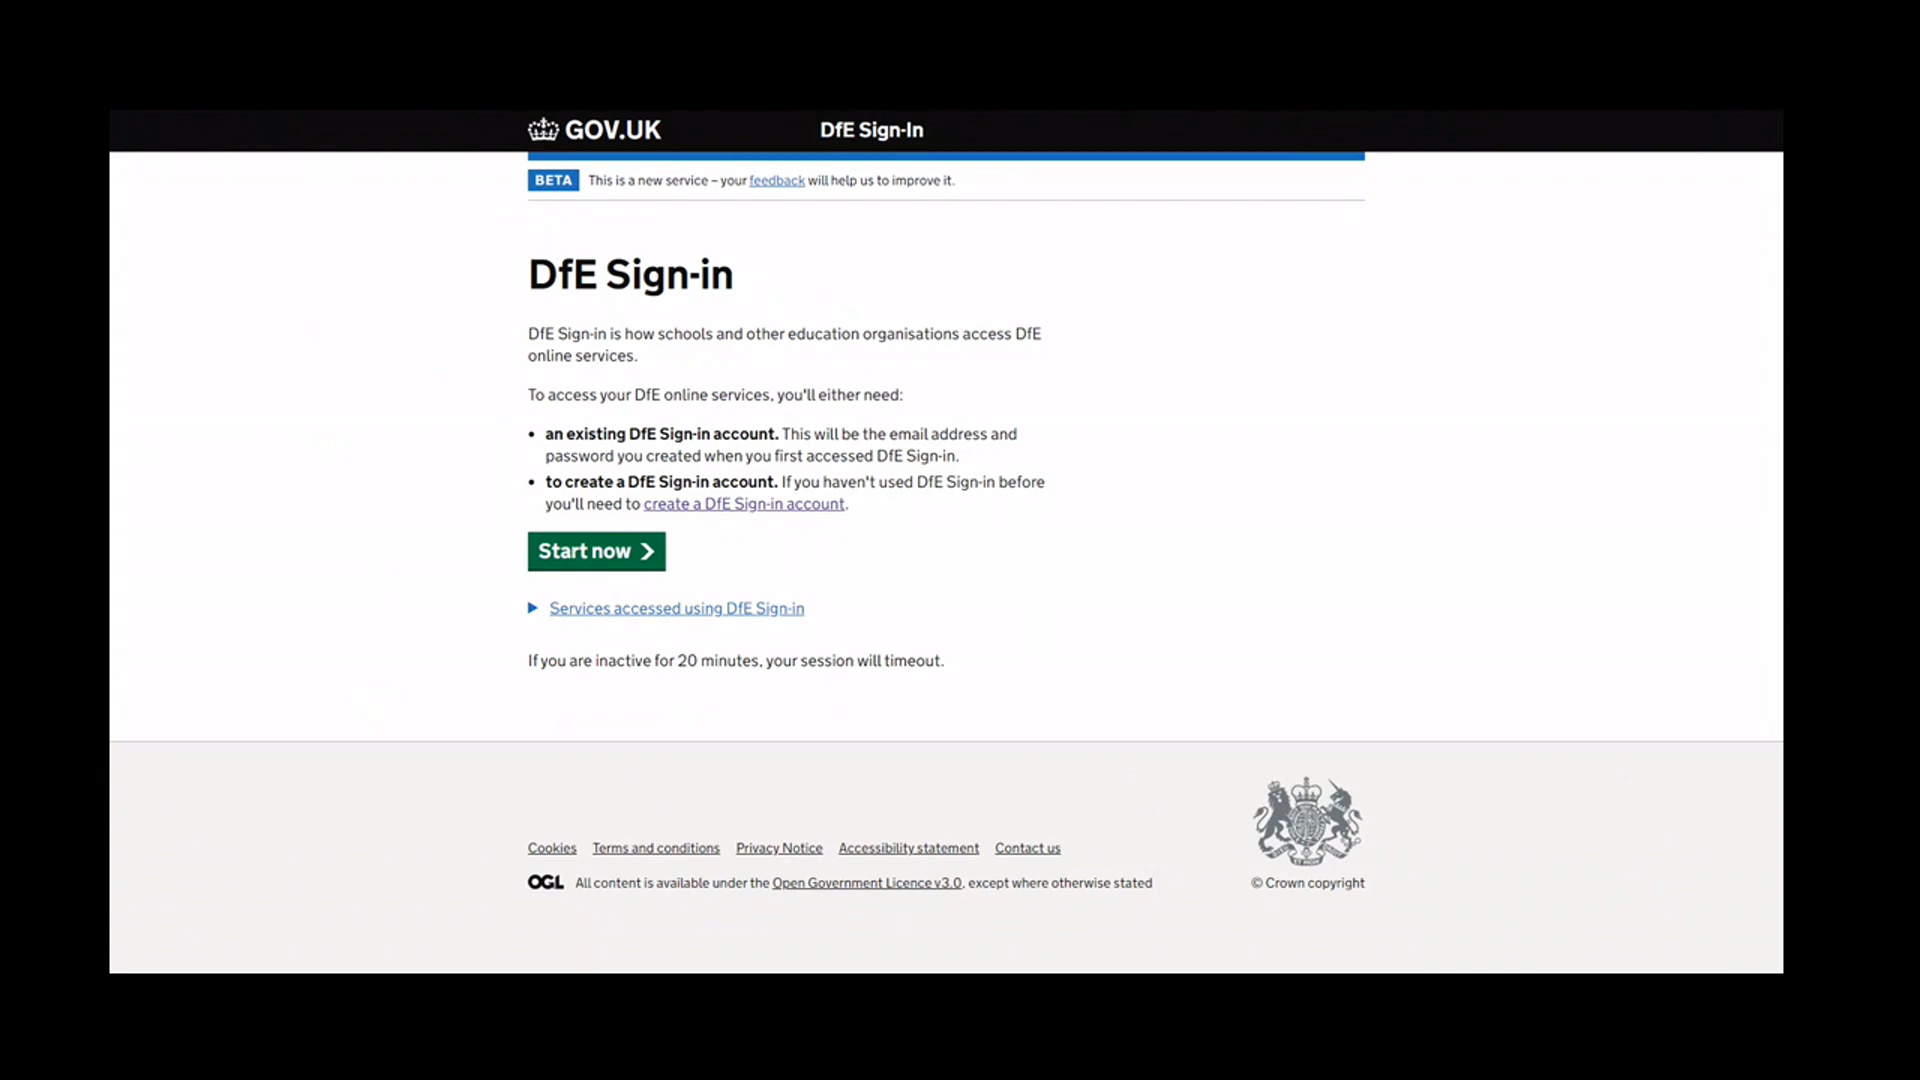 GOV.UK DfE Sign-In
BETA This is a new service – your feedback will help us to improve it.
DfE Sign-in
DfE Sign-in is how schools and other education organisations access DfE
online services.
To access your DfE online services, you'll either need:
• an existing DfE Sign-in account. This will be the email address and
password you created when you first accessed DfE Sign-in.
• to create a DfE Sign-in account. If you haven't used DfE Sign-in before
you'll need to create a DfE Sign-in account.
Start now
Services accessed using DfE Sign-in
If you are inactive for 20 minutes, your session will timeout.
Cookies Terms and conditions Privacy Notice Accessibility statement Contact us
OGL All content is available under the Open Government Licence v3.0, except where otherwise stated
© Crown copyright